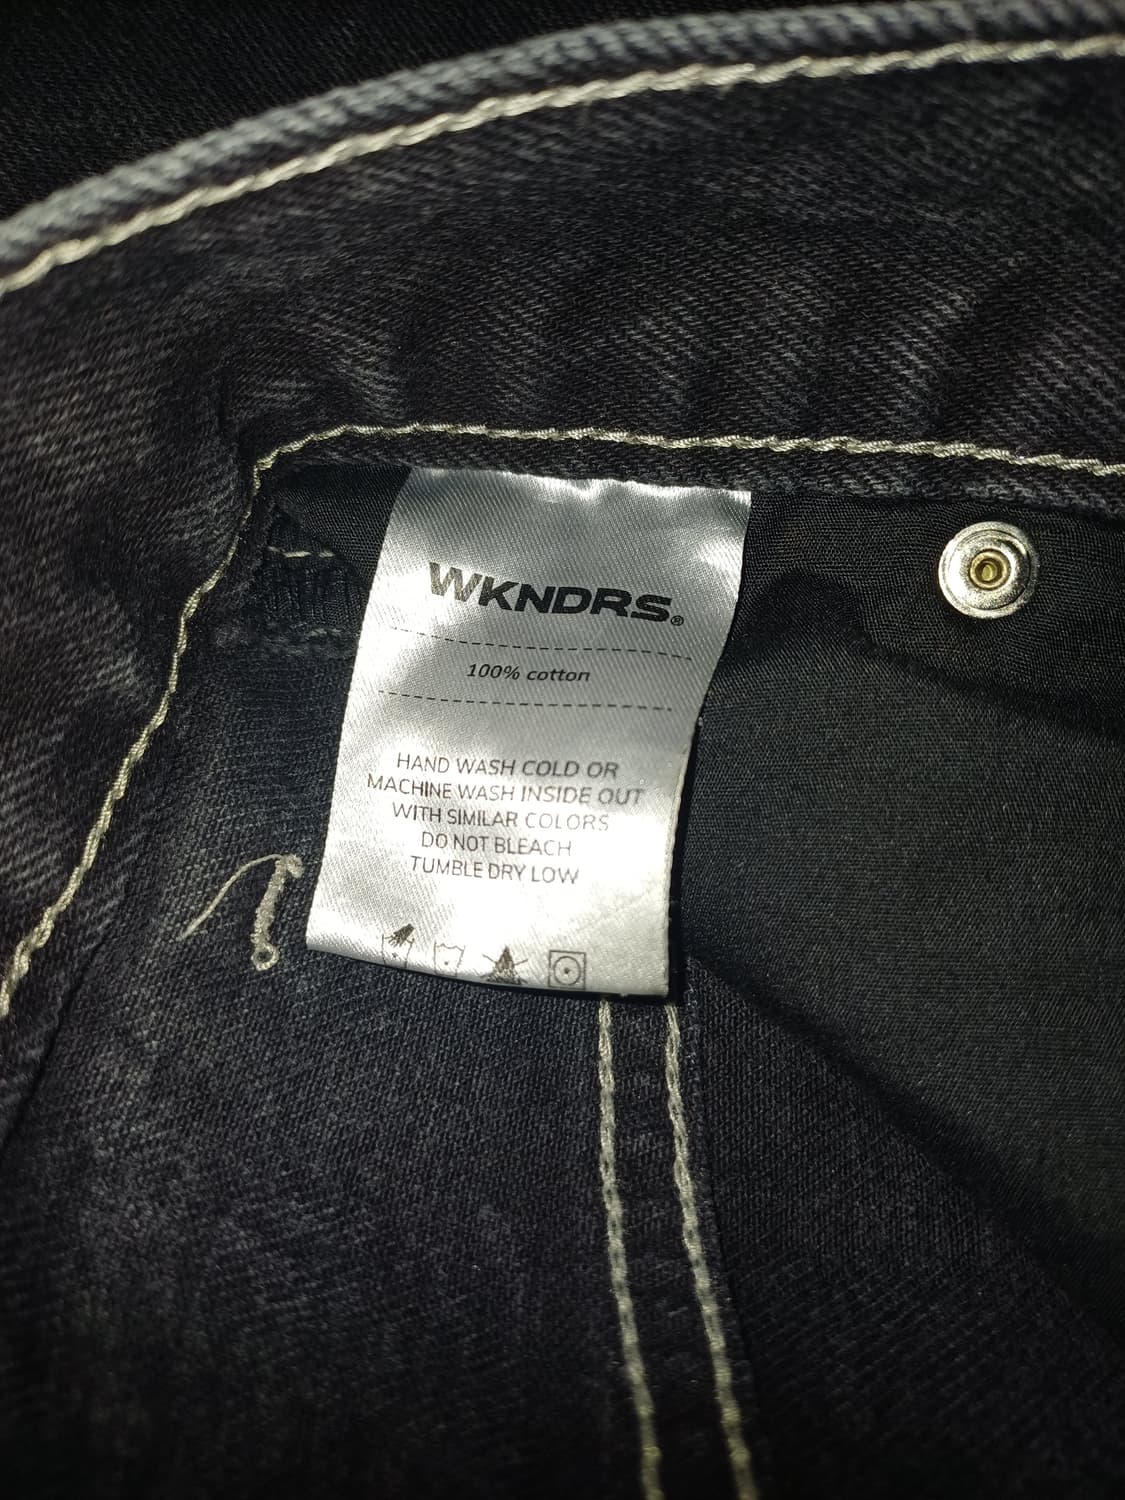 WKNDRS®
100% cotton
HAND WASH COLD OR
MACHINE WASH INSIDE OUT
WITH SIMILAR COLORS
DO NOT BLEACH
TUMBLE DRY LOW